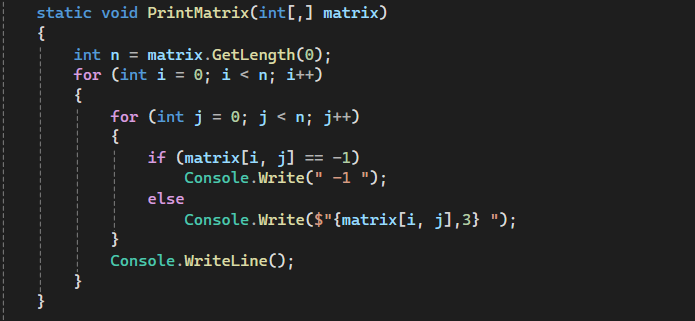 static void PrintMatrix(int[,] matrix)
{
int n = matrix.GetLength(0);
for (int i = 0; i < n; i++)
{
for (int j = 0; j < n; j++)
{
if (matrix[i, j] == -1)
Console.Write(" -1 ");
else
Console.Write($"{matrix[i, j],3} ");
}
Console.WriteLine();
}
}